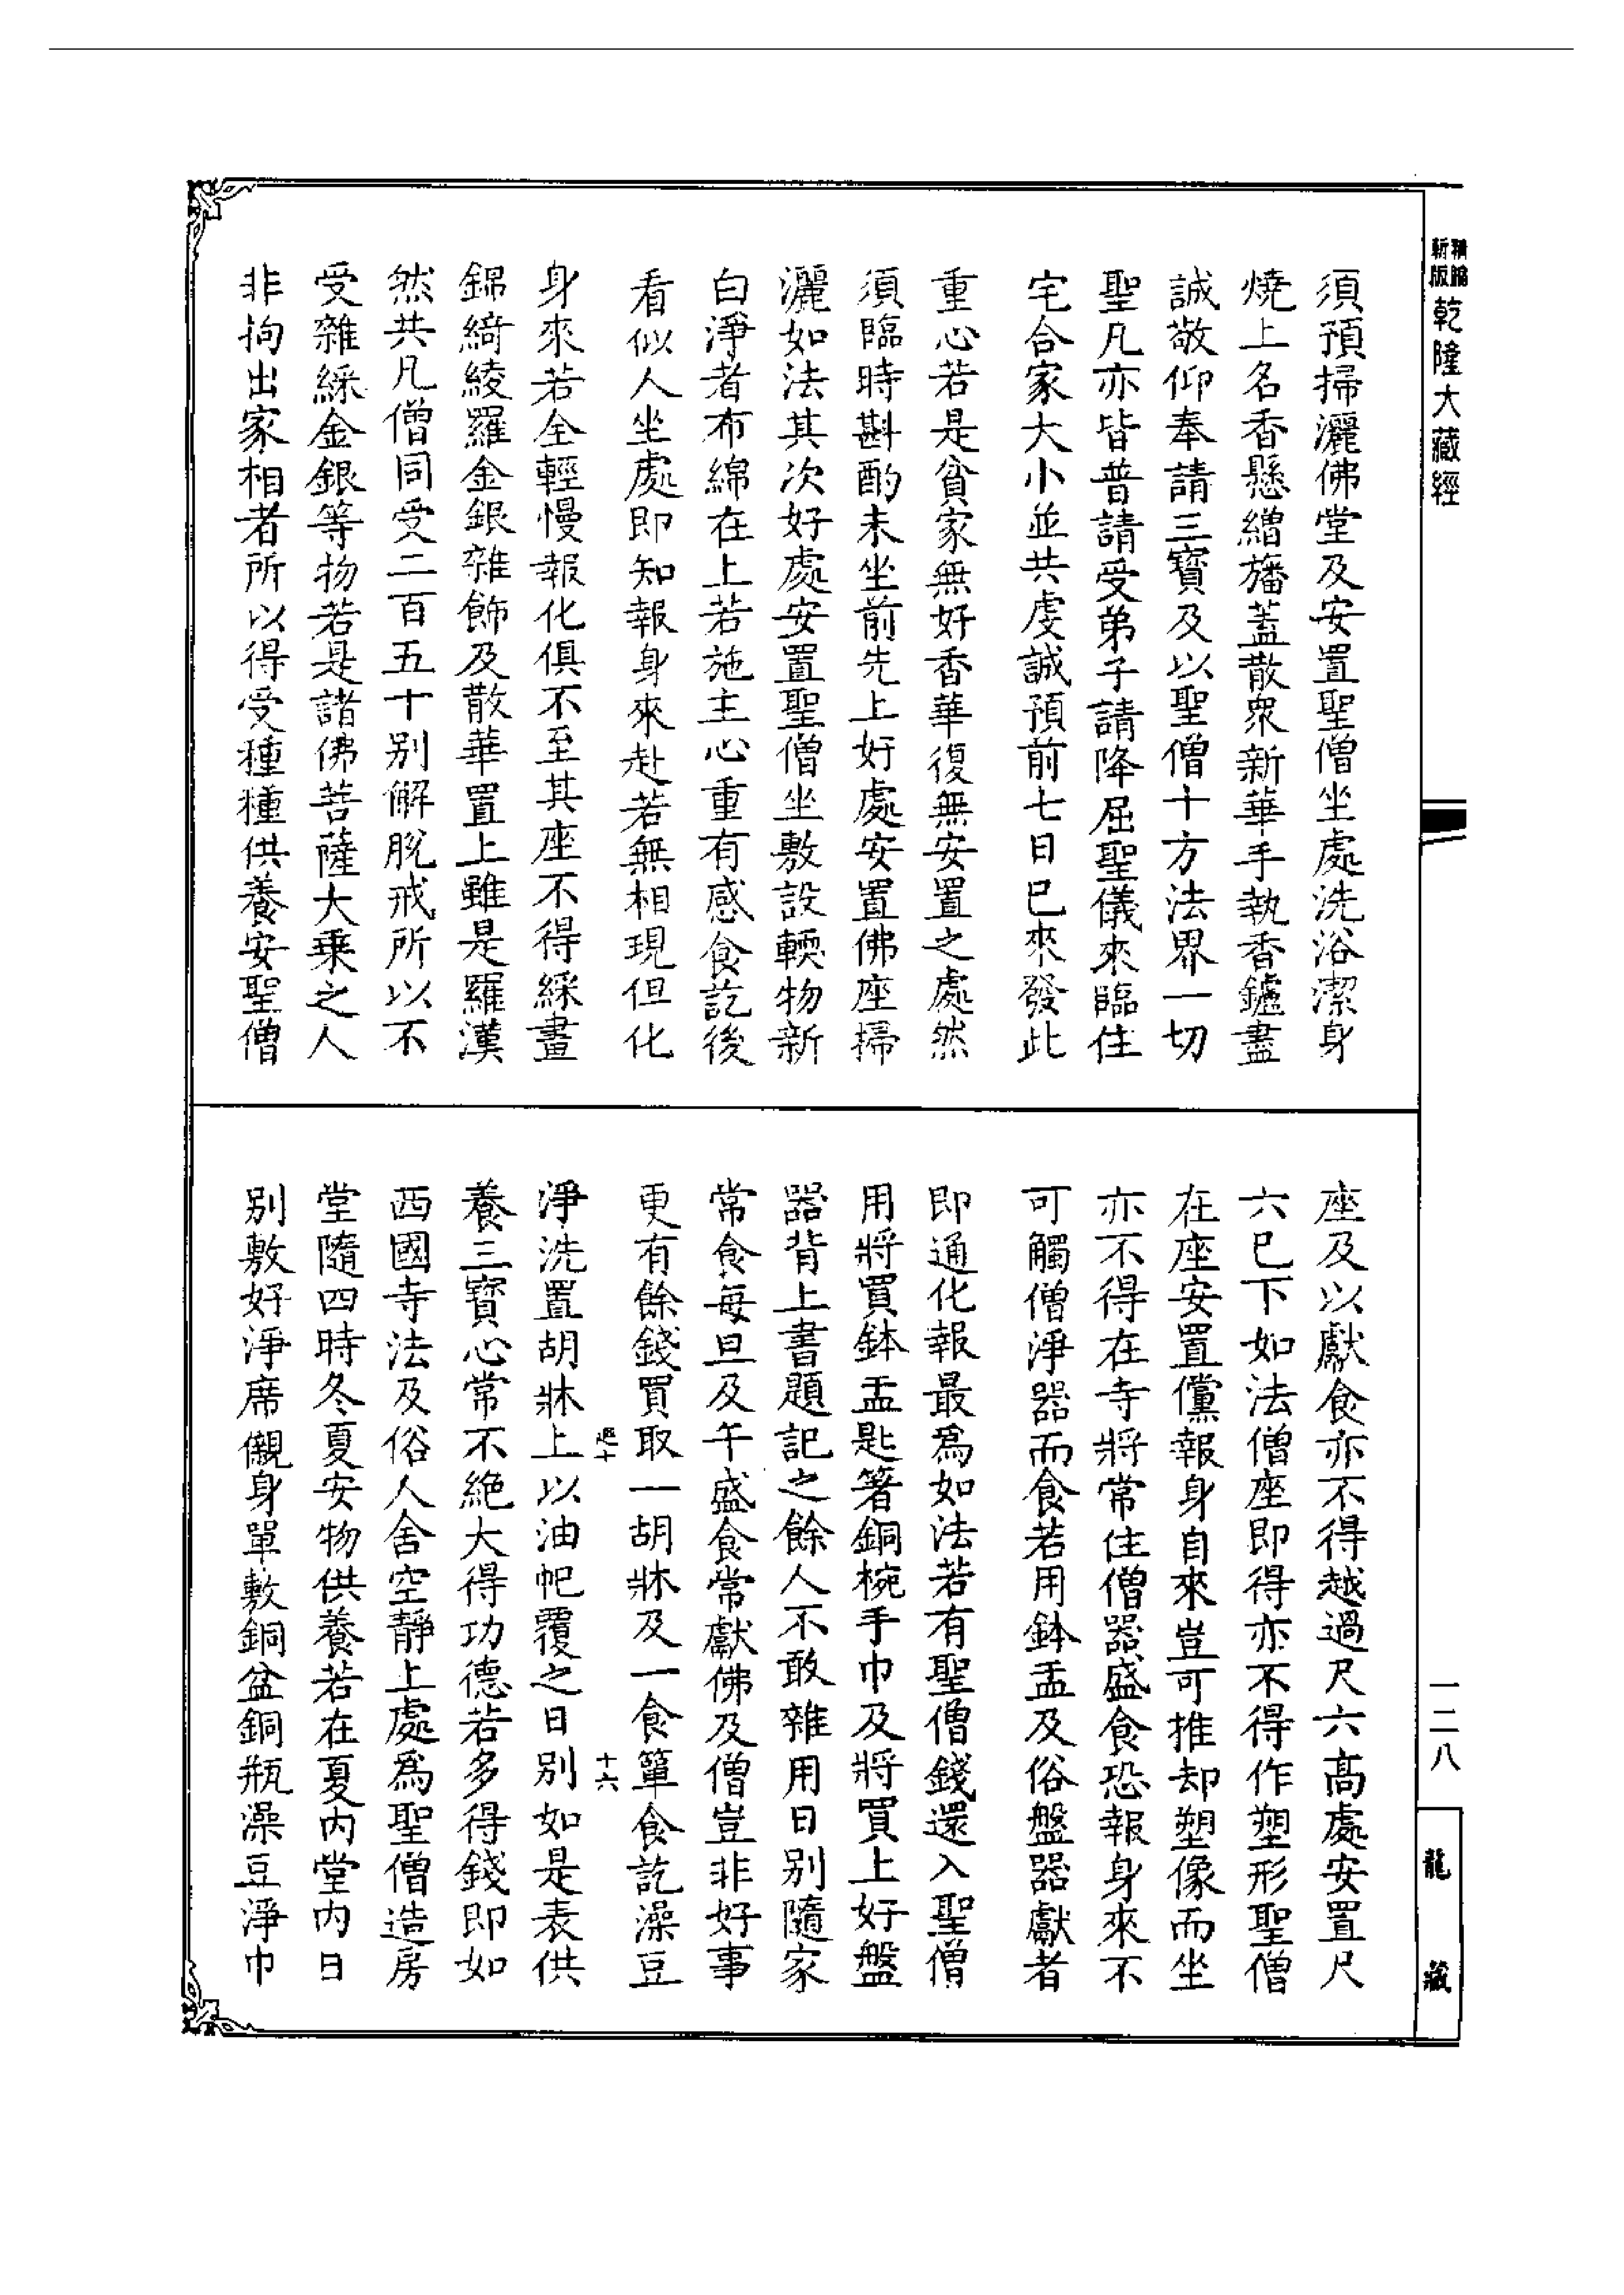 精編新版乾隆大藏經
須預掃灑佛堂及安置聖僧坐處洗浴潔身
燒上名香懸繒旛蓋散衆新華手執香鑪盡
誠敬仰奉請三寶及以聖僧十方法界一切
聖凡亦皆普請受弟子請降屈聖儀來臨住
宅合家大小並共虔誠預前七日巳來發此
重心若是貧家無好香華復無安置之處然
須臨時斟酌未坐前先上好處安置佛座掃
灑如法其次好處安置聖僧坐敷設輭物新
白淨者布綿在上若施主心重有感食訖後
看似人坐處即知報身來赴若無相現但化
身來若全輕慢報化俱不至其座不得綵畫
錦綺綾羅金銀雜飾及散華置上雖是羅漢
然共凡僧同受二百五十別解脫戒所以不
受雜綵金銀等物若是諸佛菩薩大乘之人
非拘出家相者所以得受種種供養安聖僧
座及以獻食亦不得越過尺六高處安置尺
六巳下如法僧座即得亦不得作塑形聖僧
在座安置儻報身自來豈可推却塑像而坐
亦不得在寺將常住僧器盛食恐報身來不
可觸僧淨器而食若用鉢盂及俗盤器獻者
即通化報最爲如法若有聖僧錢還入聖僧
用將買鉢盂匙箸銅椀手巾及將買上好盤
器背上書題記之餘人不敢雜用日別隨家
常食每旦及午盛食常獻佛及僧豈非好事
更有餘錢買取一胡牀及一食簞食訖澡豆
十六
淨洗置胡牀上以油帊覆之日別如是表供
養三寶心常不絕大得功德若多得錢即如
西國寺法及俗人舍空靜上處爲聖僧造房
堂隨四時冬夏安物供養若在夏內堂內日
別敷好淨席儭身單敷銅盆銅瓶澡豆淨巾
一二八
龍藏